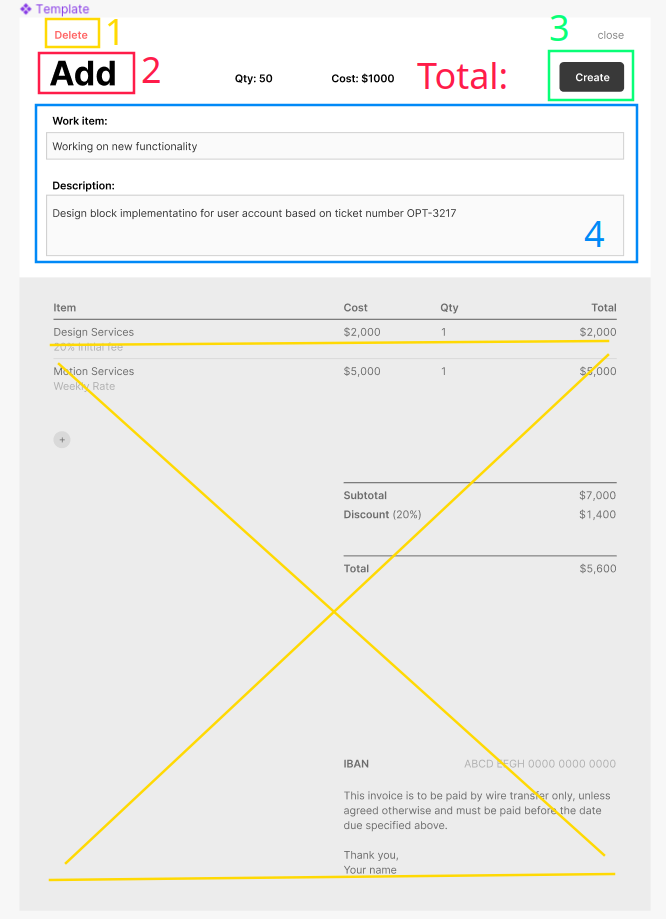 Template
Delete 1 3 close
Add 2 Qty: 50 Cost: $1000 Total: Create
Work item:
Working on new functionality
Description:
Design block implementatino for user account based on ticket number OPT-3217
4
Item Cost Qty Total
Design Services $2,000 1 $2,000
20% Initial fee
Motion Services $5,000 1 $5,000
Weekly Rate
+
Subtotal $7,000
Discount (20%) $1,400
Total $5,600
IBAN ABCD EFGH 0000 0000 0000
This invoice is to be paid by wire transfer only, unless
agreed otherwise and must be paid before the date
due specified above.
Thank you,
Your name